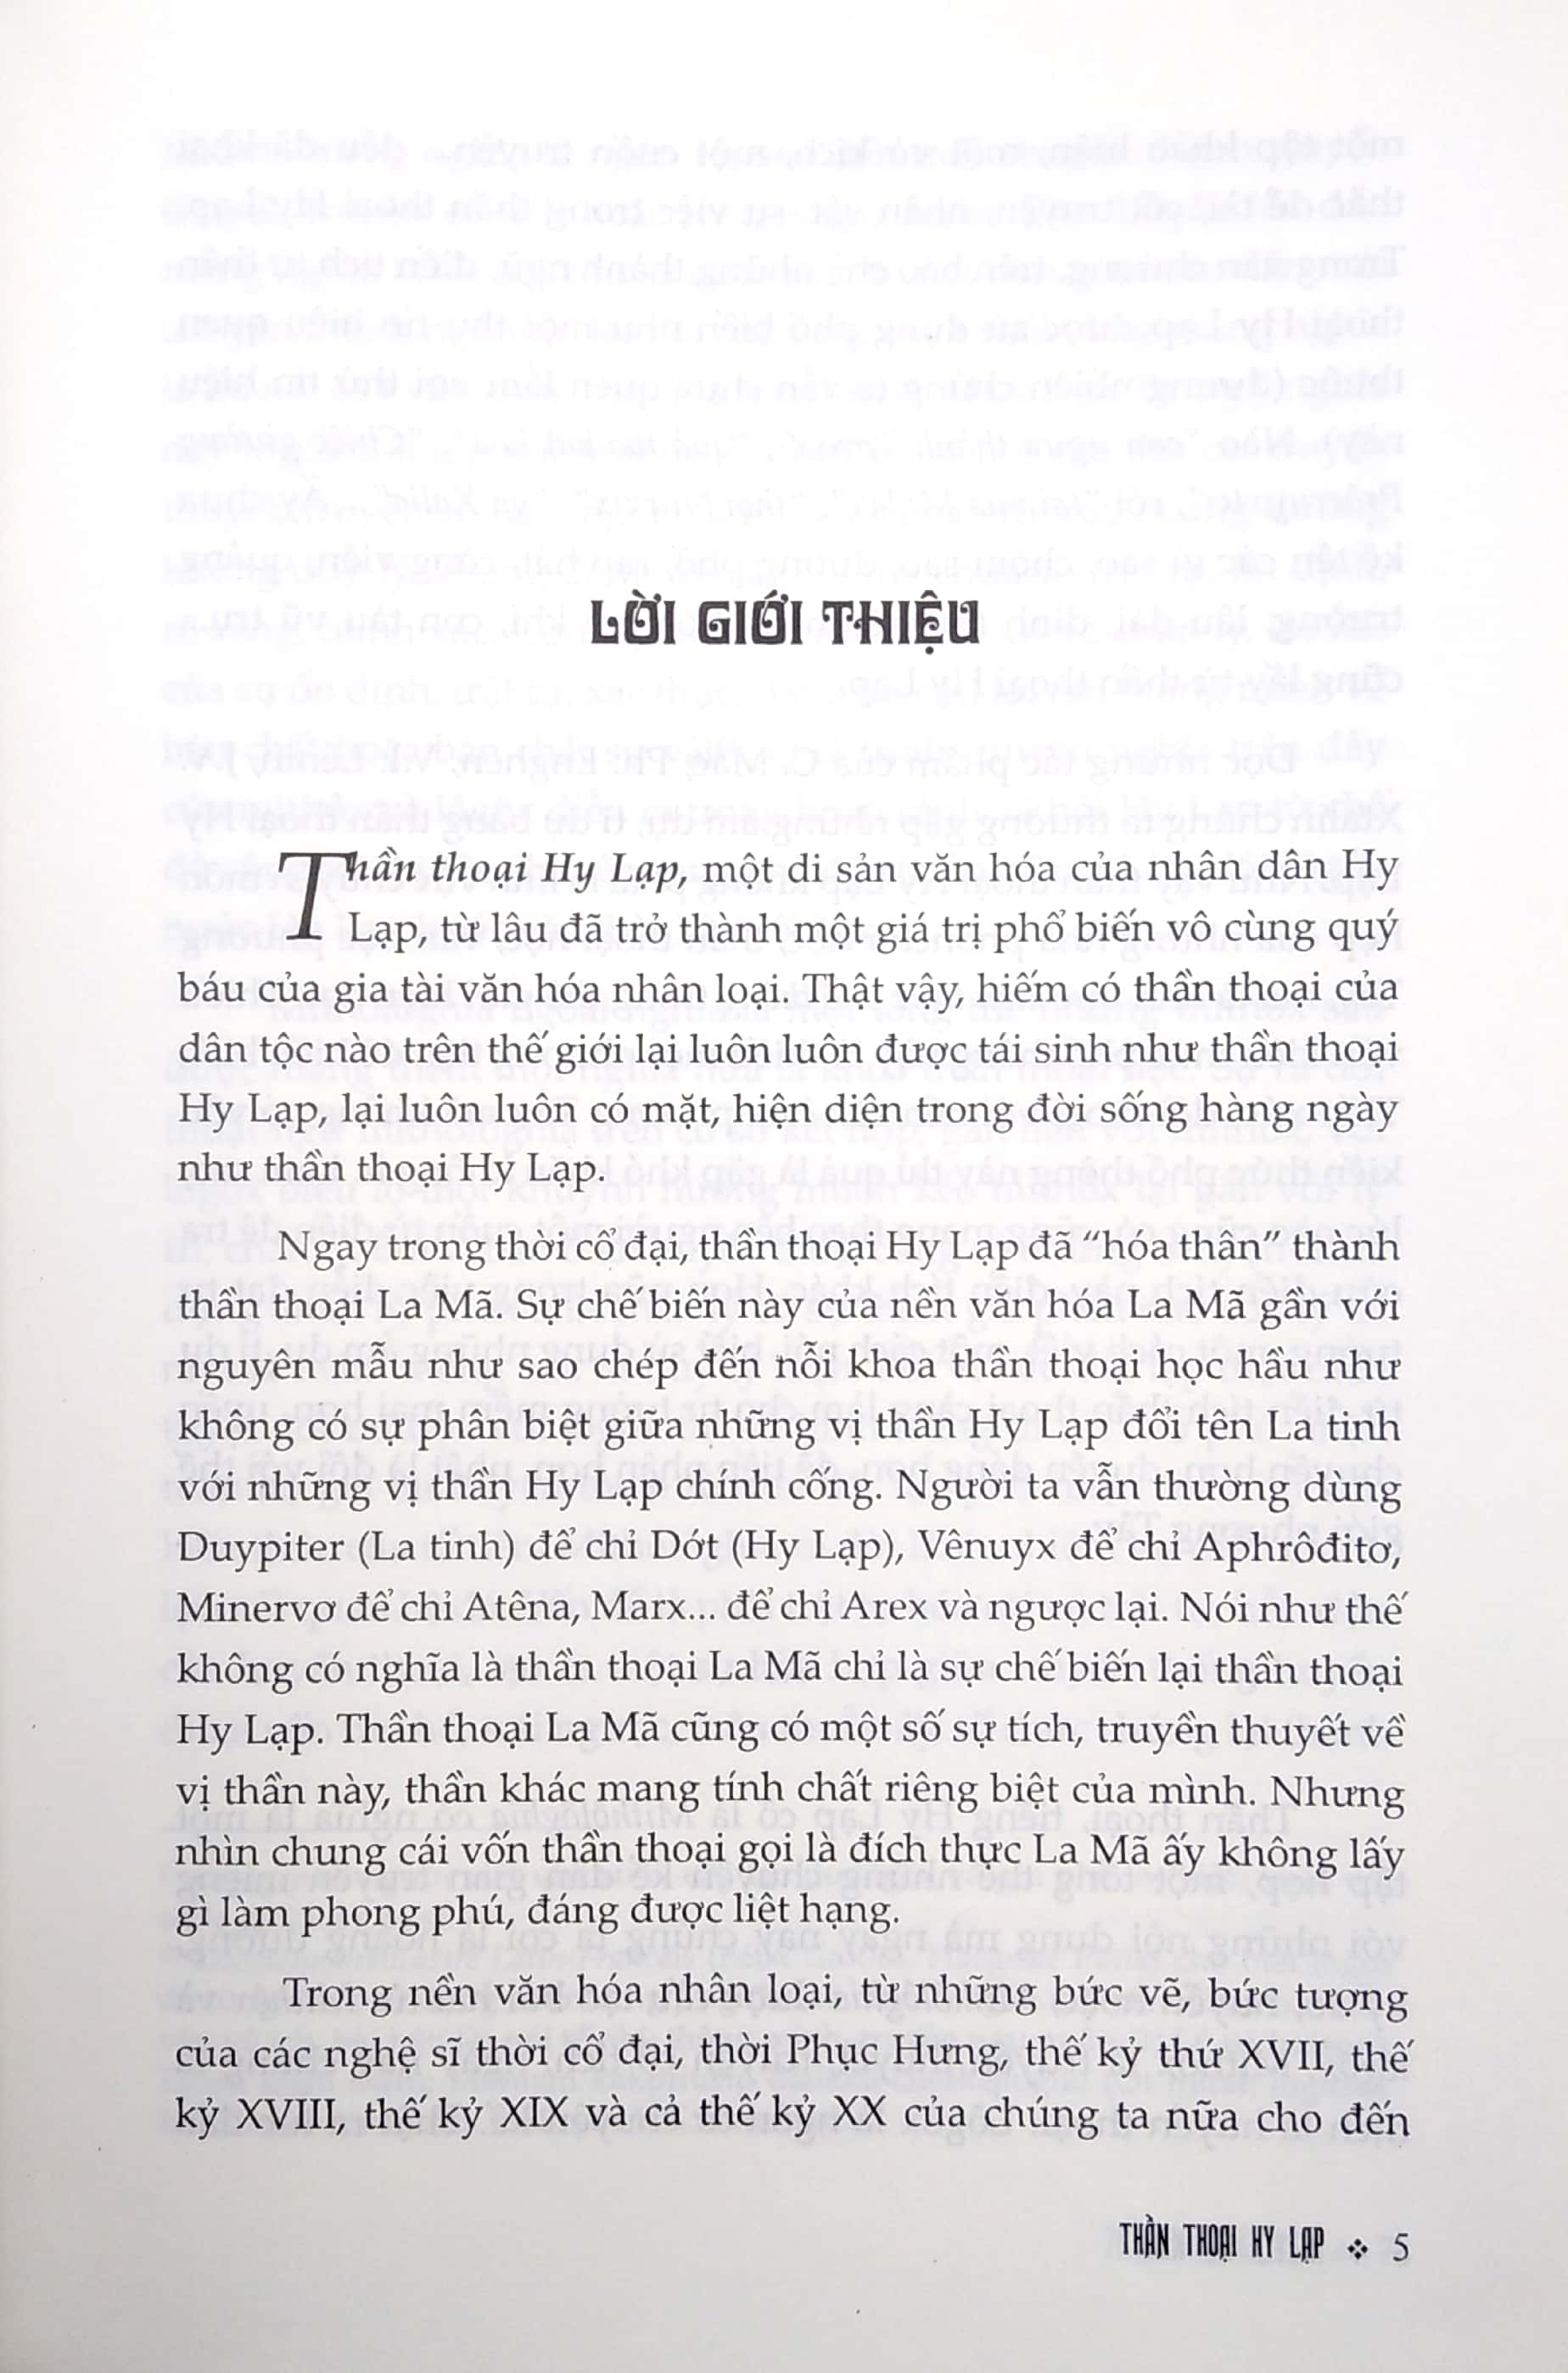 LỜI GIỚI THIỆU
Thần thoại Hy Lạp, một di sản văn hóa của nhân dân Hy
Lạp, từ lâu đã trở thành một giá trị phổ biến vô cùng quý
báu của gia tài văn hóa nhân loại. Thật vậy, hiếm có thần thoại của
dân tộc nào trên thế giới lại luôn luôn được tái sinh như thần thoại
Hy Lạp, lại luôn luôn có mặt, hiện diện trong đời sống hàng ngày
như thần thoại Hy Lạp.
Ngay trong thời cổ đại, thần thoại Hy Lạp đã “hóa thân” thành
thần thoại La Mã. Sự chế biến này của nền văn hóa La Mã gần với
nguyên mẫu như sao chép đến nỗi khoa thần thoại học hầu như
không có sự phân biệt giữa những vị thần Hy Lạp đổi tên La tinh
với những vị thần Hy Lạp chính cống. Người ta vẫn thường dùng
Duypiter (La tinh) để chỉ Dớt (Hy Lạp), Vênuyx để chỉ Aphrôđitơ,
Minervơ để chỉ Atêna, Marx... để chỉ Arex và ngược lại. Nói như thế
không có nghĩa là thần thoại La Mã chỉ là sự chế biến lại thần thoại
Hy Lạp. Thần thoại La Mã cũng có một số sự tích, truyền thuyết về
vị thần này, thần khác mang tính chất riêng biệt của mình. Nhưng
nhìn chung cái vốn thần thoại gọi là đích thực La Mã ấy không lấy
gì làm phong phú, đáng được liệt hạng.
Trong nền văn hóa nhân loại, từ những bức vẽ, bức tượng
của các nghệ sĩ thời cổ đại, thời Phục Hưng, thế kỷ thứ XVII, thế
kỷ XVIII, thế kỷ XIX và cả thế kỷ XX của chúng ta nữa cho đến
THẦN THOẠI HY LẠP ❖ 5